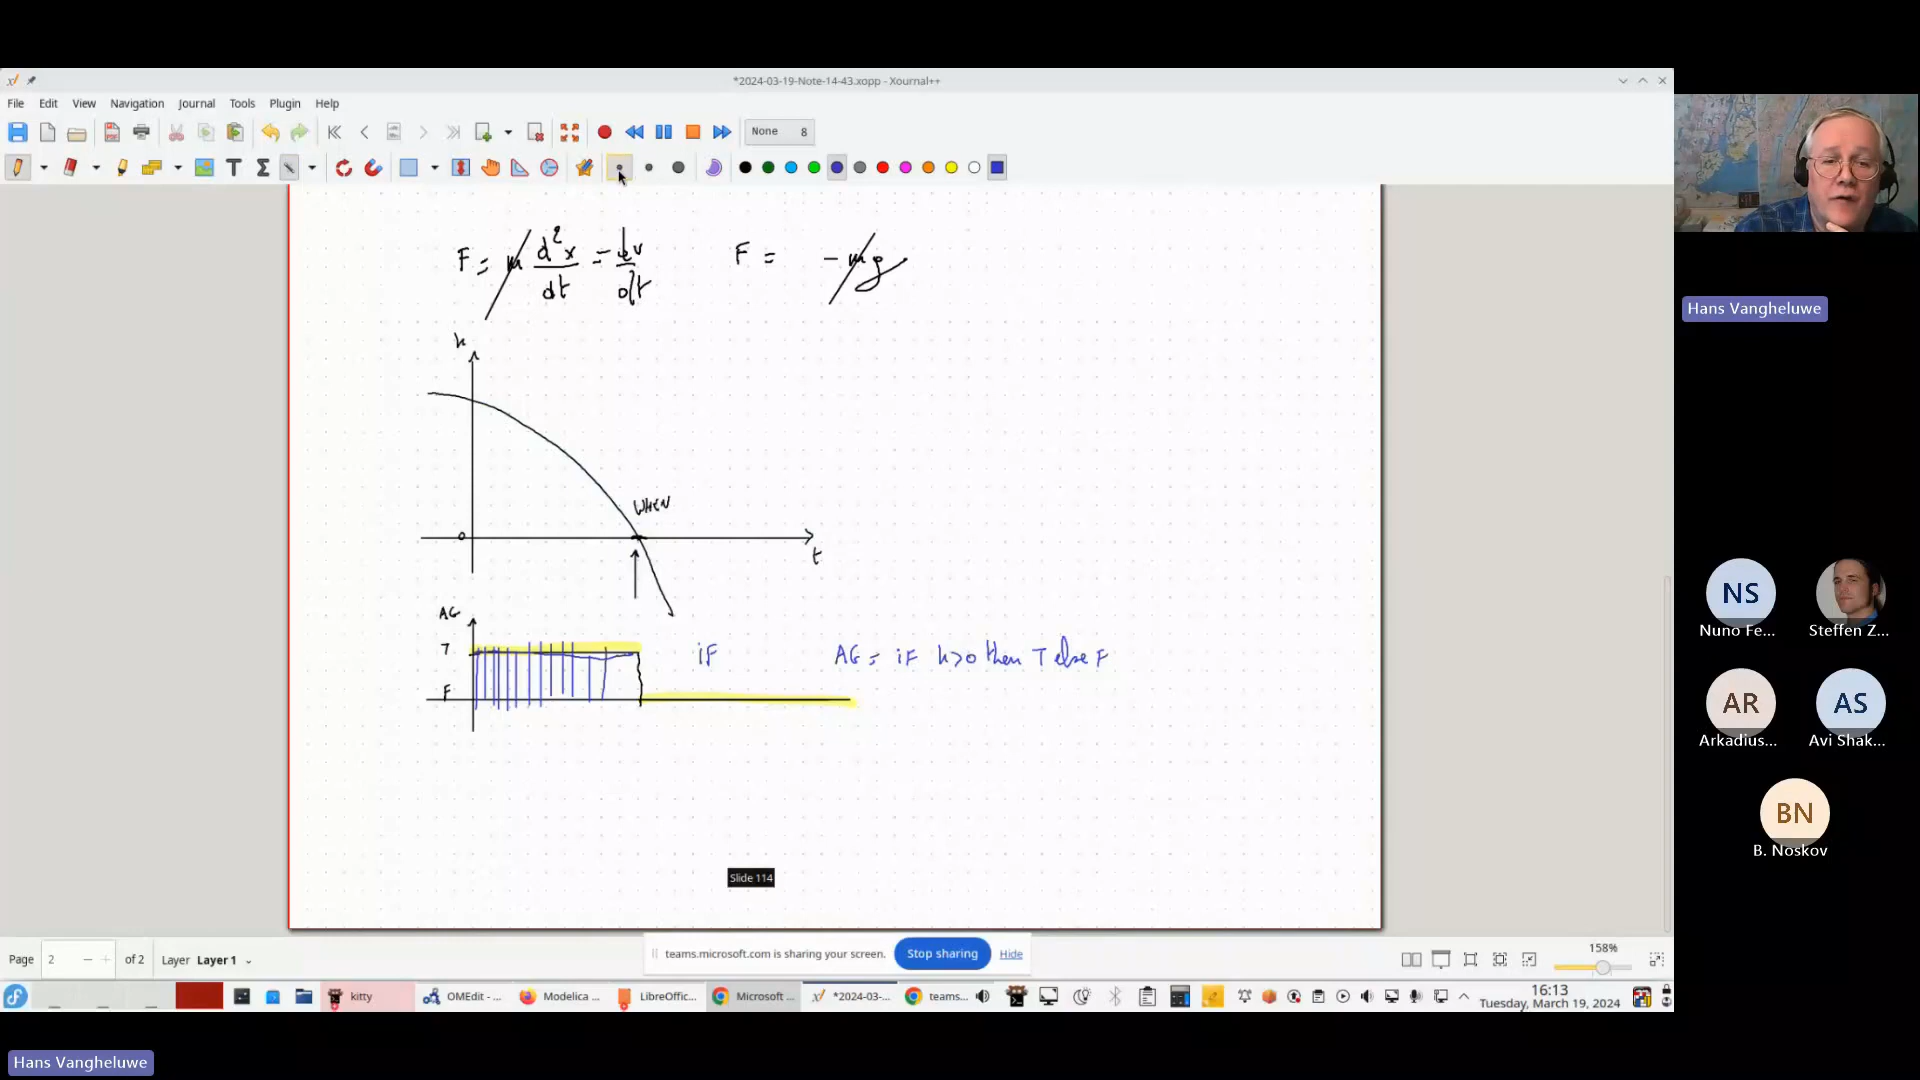 *2024-03-19-Note-14-43.xopp - Xournal++
File Edit View Navigation Journal Tools Plugin Help
None 8
F = m d²x/dt = dv/dt F = - mg
h
WHEN
0
t
AG
T
if AG = if h>0 then T else F
F
Slide 114
Page 2 of 2 Layer Layer 1
teams.microsoft.com is sharing your screen. Stop sharing Hide
158%
kitty OMEdit - ... Modelica ... LibreOffic... Microsoft ... *2024-03-... teams...
16:13
Tuesday, March 19, 2024
Hans Vangheluwe
NS
Nuno Fe... Steffen Z...
AR AS
Arkadius... Avi Shak...
BN
B. Noskov
Hans Vangheluwe